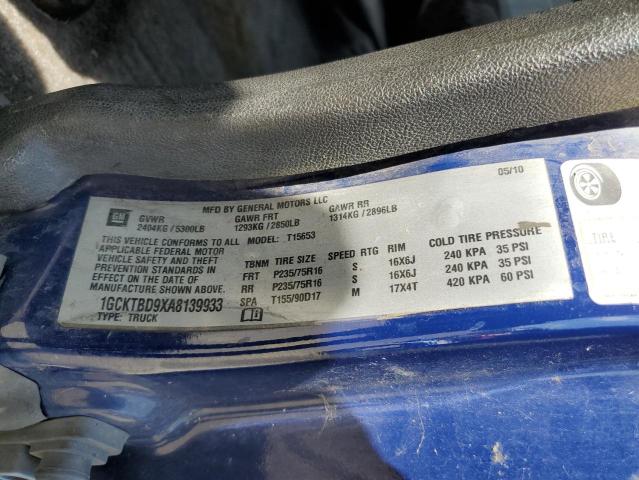 MFD BY GENERAL MOTORS LLC
05/10
GM
GVWR
GAWR FRT
GAWR RR
2404KG / 5300LB
1293KG / 2850LB
1314KG / 2896LB
THIS VEHICLE CONFORMS TO ALL
APPLICABLE FEDERAL MOTOR
VEHICLE SAFETY AND THEFT
PREVENTION STANDARDS IN
EFFECT ON THE DATE OF
MANUFACTURE SHOWN ABOVE.
1GCKTBD9XA8139933
TYPE: TRUCK
MODEL: T15653
TBNM TIRE SIZE SPEED RTG RIM COLD TIRE PRESSURE
FRT P235/75R16 S. 16X6J 240 KPA 35 PSI
RR P235/75R16 S 16X6J 240 KPA 35 PSI
SPA T155/90D17 M 17X4T 420 KPA 60 PSI
TIRE